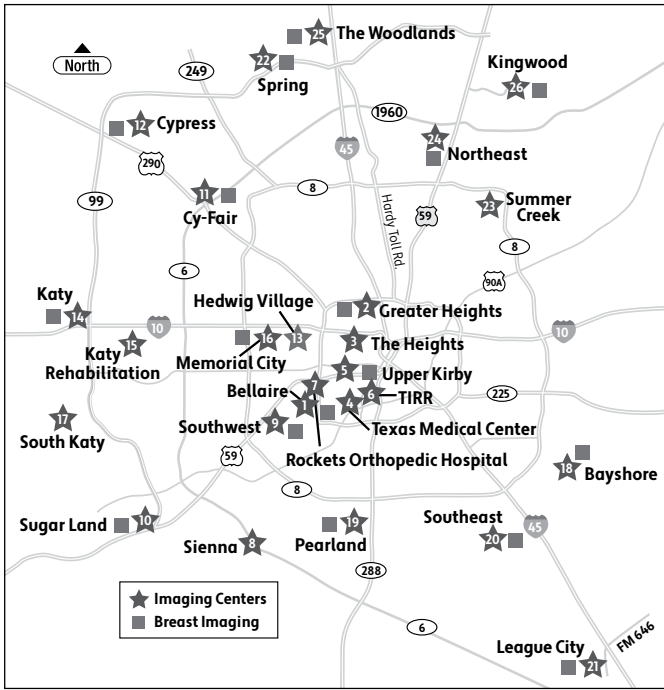 25
The Woodlands
North
249
22
Spring
Kingwood
26
12
Cypress
1960
24
Northeast
290
45
11
Cy-Fair
8
99
59
23
Summer
Creek
Hardy Toll Rd.
8
6
90A
Katy
14
10
Hedwig Village
2
Greater Heights
15
Katy
Rehabilitation
16
13
Memorial City
3
The Heights
10
5
Upper Kirby
7
Bellaire
6
TIRR
225
17
South Katy
1
4
Texas Medical Center
Southwest
9
59
Rockets Orthopedic Hospital
18
Bayshore
8
Sugar Land
10
Sienna
8
19
Pearland
Southeast
20
45
288
Imaging Centers
Breast Imaging
6
FM 646
League City
21